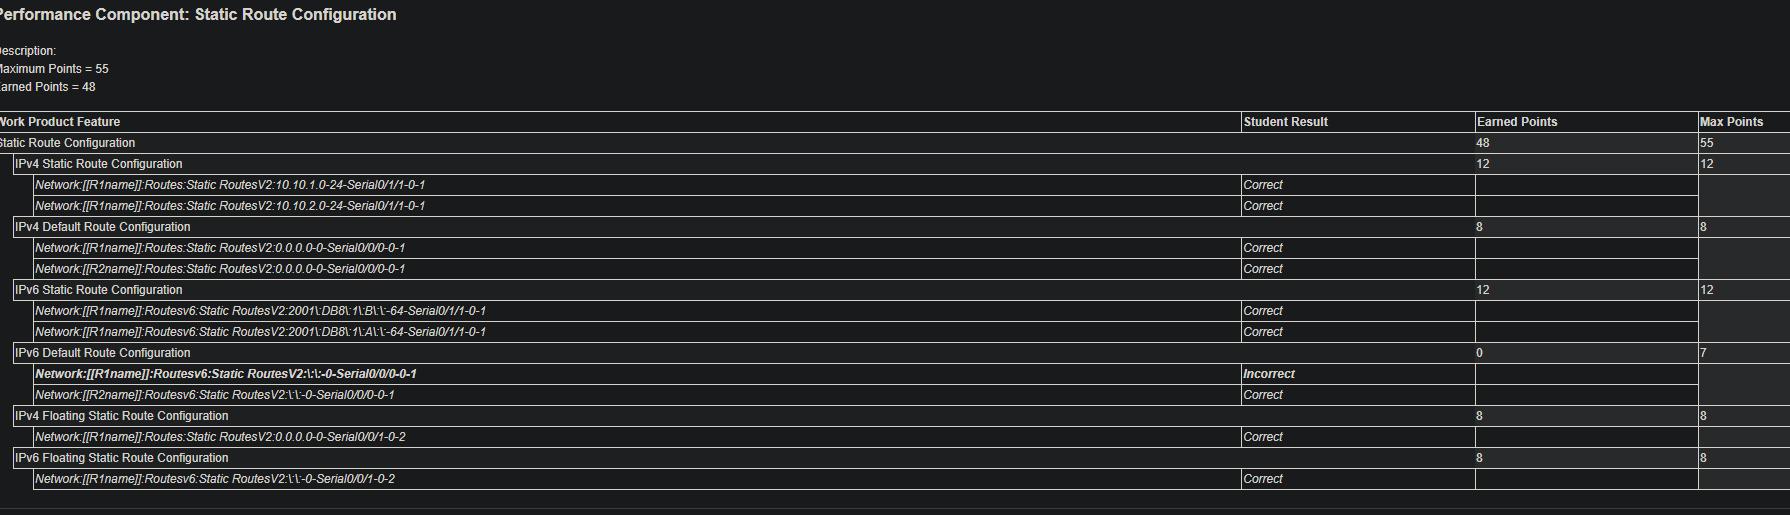 Performance Component: Static Route Configuration
Description:
Maximum Points = 55
Earned Points = 48
Work Product Feature Student Result Earned Points Max Points
Static Route Configuration 48 55
IPv4 Static Route Configuration 12 12
Network:[[R1name]]:Routes:Static RoutesV2:10.10.1.0-24-Serial0/1/1-0-1 Correct
Network:[[R1name]]:Routes:Static RoutesV2:10.10.2.0-24-Serial0/1/1-0-1 Correct
IPv4 Default Route Configuration 8 8
Network:[[R1name]]:Routes:Static RoutesV2:0.0.0.0-0-Serial0/0/0-0-1 Correct
Network:[[R2name]]:Routes:Static RoutesV2:0.0.0.0-0-Serial0/0/0-0-1 Correct
IPv6 Static Route Configuration 12 12
Network:[[R1name]]:Routesv6:Static RoutesV2:2001\:DB8\:1\:B\:\:-64-Serial0/1/1-0-1 Correct
Network:[[R1name]]:Routesv6:Static RoutesV2:2001\:DB8\:1\:A\:\:-64-Serial0/1/1-0-1 Correct
IPv6 Default Route Configuration 0 7
Network:[[R1name]]:Routesv6:Static RoutesV2:\:\:-0-Serial0/0/0-0-1 Incorrect
Network:[[R2name]]:Routesv6:Static RoutesV2:\:\:-0-Serial0/0/0-0-1 Correct
IPv4 Floating Static Route Configuration 8 8
Network:[[R1name]]:Routes:Static RoutesV2:0.0.0.0-0-Serial0/0/1-0-2 Correct
IPv6 Floating Static Route Configuration 8 8
Network:[[R1name]]:Routesv6:Static RoutesV2:\:\:-0-Serial0/0/1-0-2 Correct